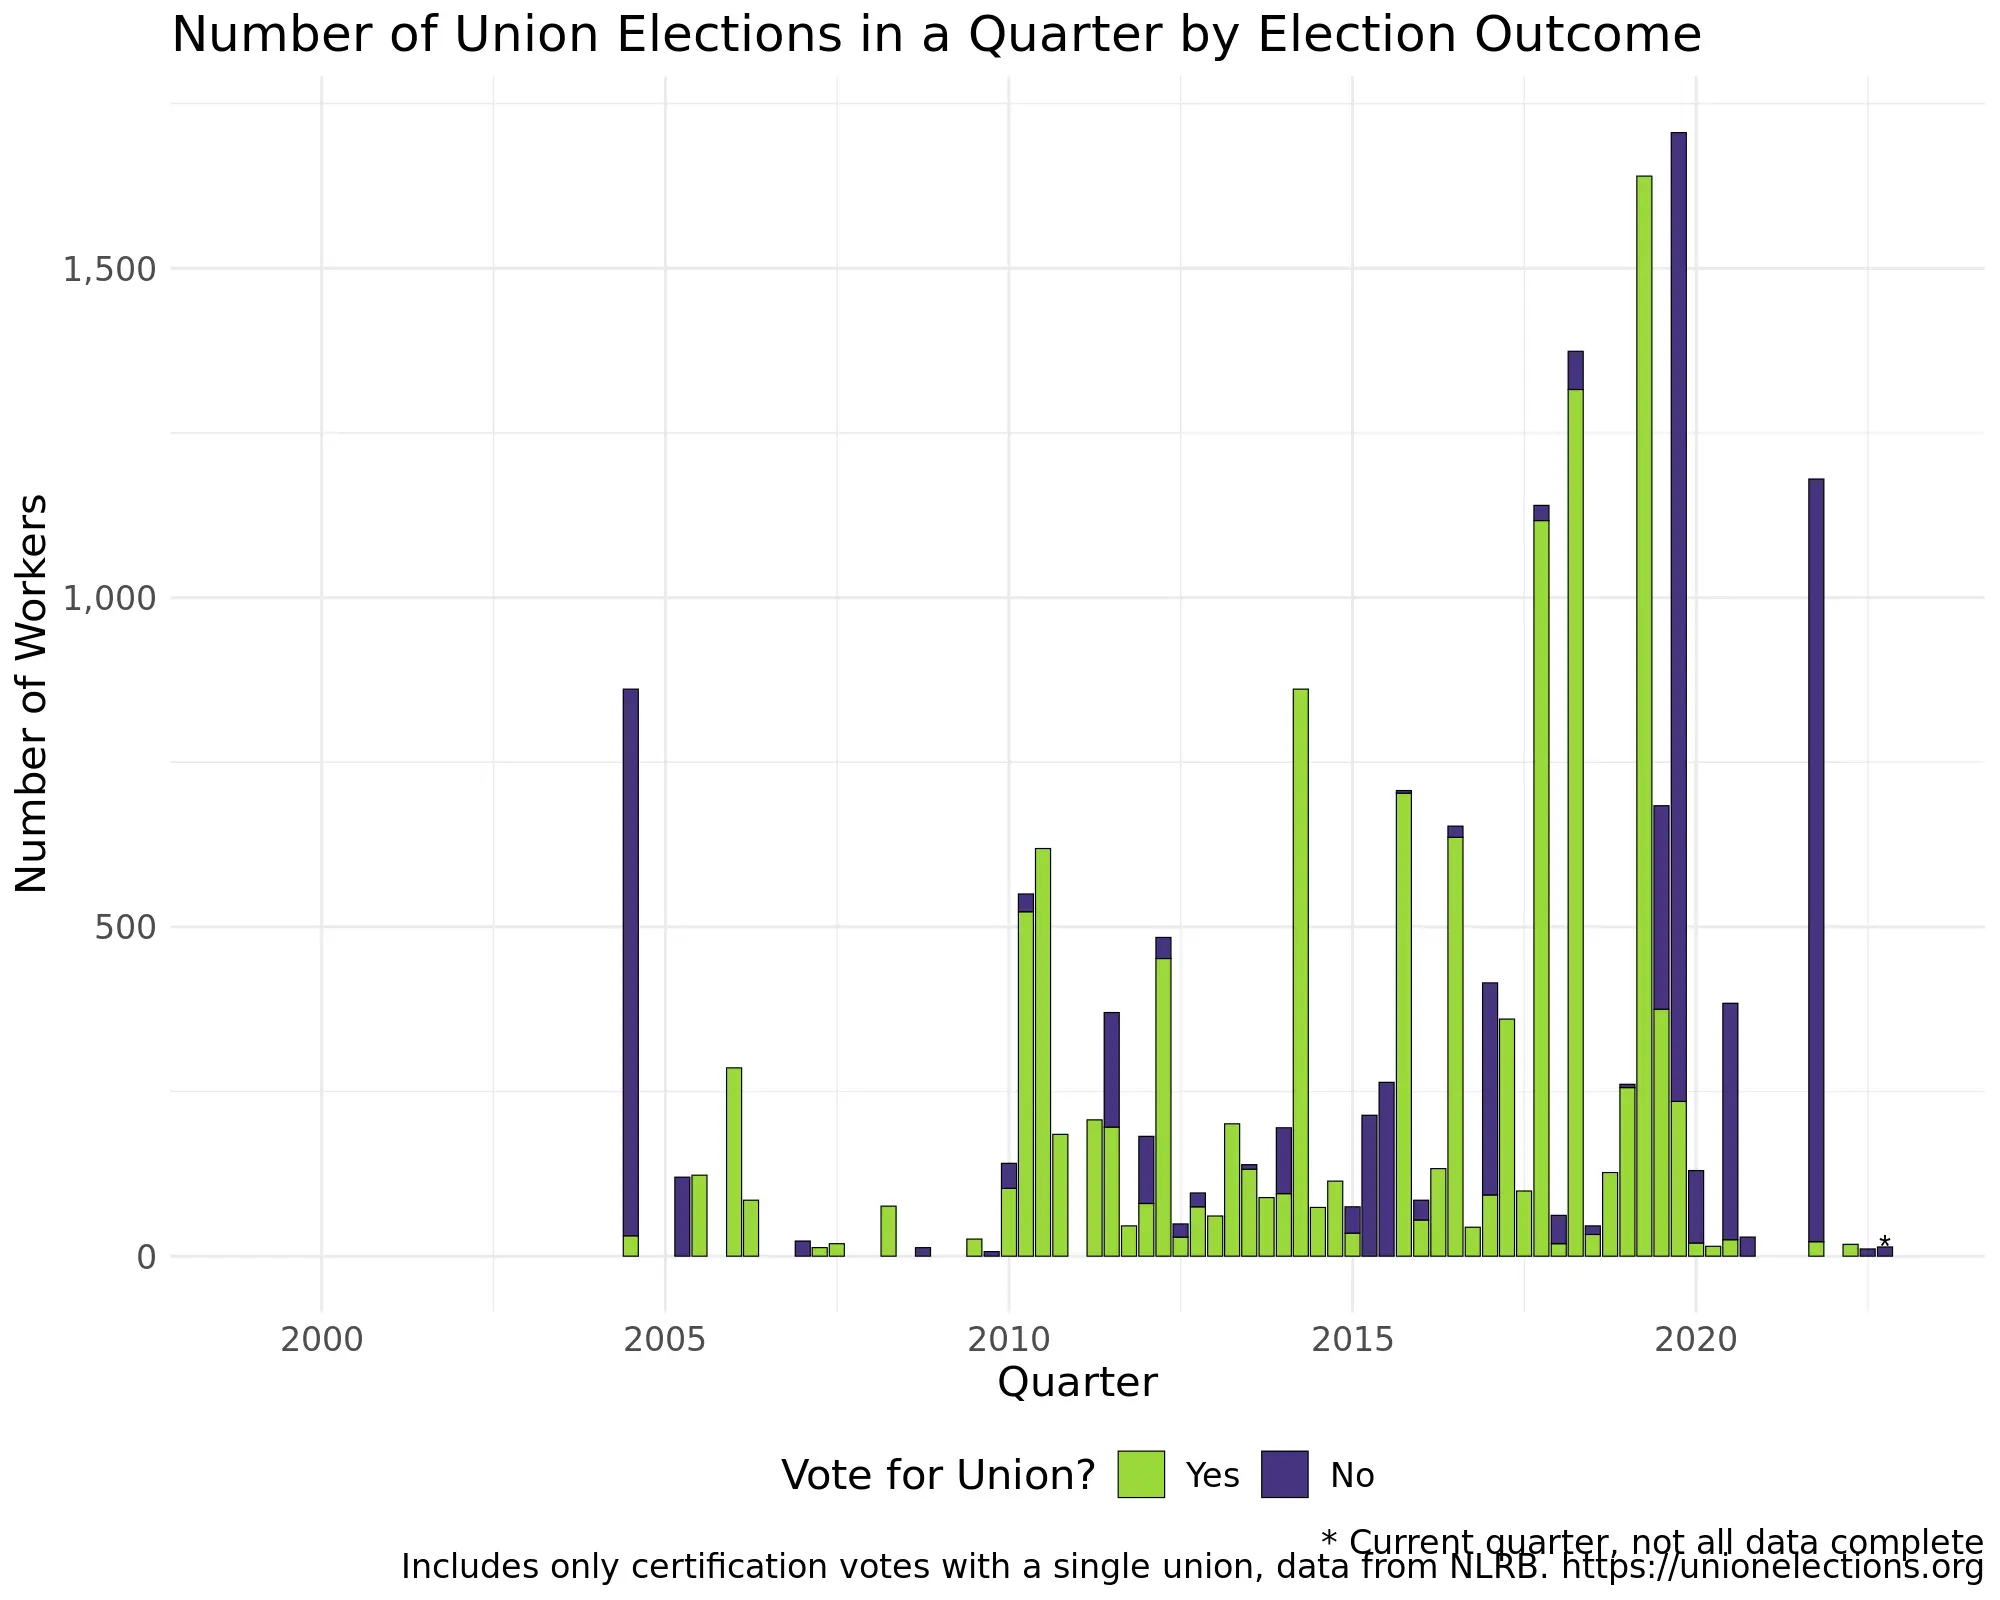 Number of Union Elections in a Quarter by Election Outcome
Number of Workers
1,500
1,000
500
0
*
2000 2005 2010 2015 2020
Quarter
Vote for Union? Yes No
* Current quarter, not all data complete
Includes only certification votes with a single union, data from NLRB. https://unionelections.org